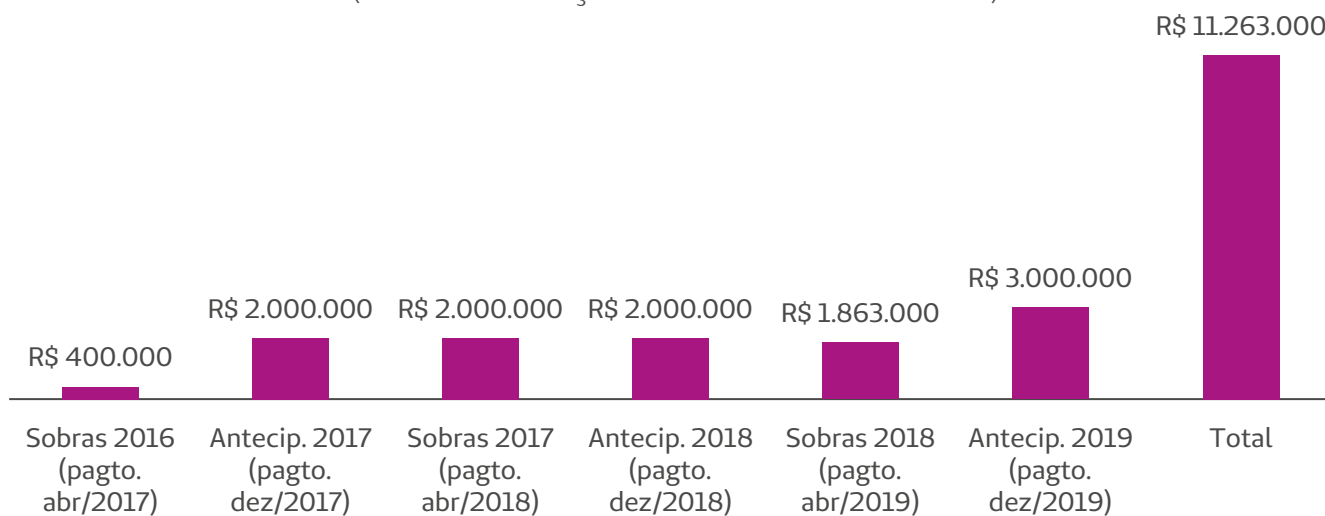 R$ 11.263.000
R$ 3.000.000
R$ 2.000.000 R$ 2.000.000 R$ 2.000.000 R$ 1.863.000
R$ 400.000
Sobras 2016 Antecip. 2017 Sobras 2017 Antecip. 2018 Sobras 2018 Antecip. 2019 Total
(pagto. (pagto. (pagto. (pagto. (pagto. (pagto.
abr/2017) dez/2017) abr/2018) dez/2018) abr/2019) dez/2019)